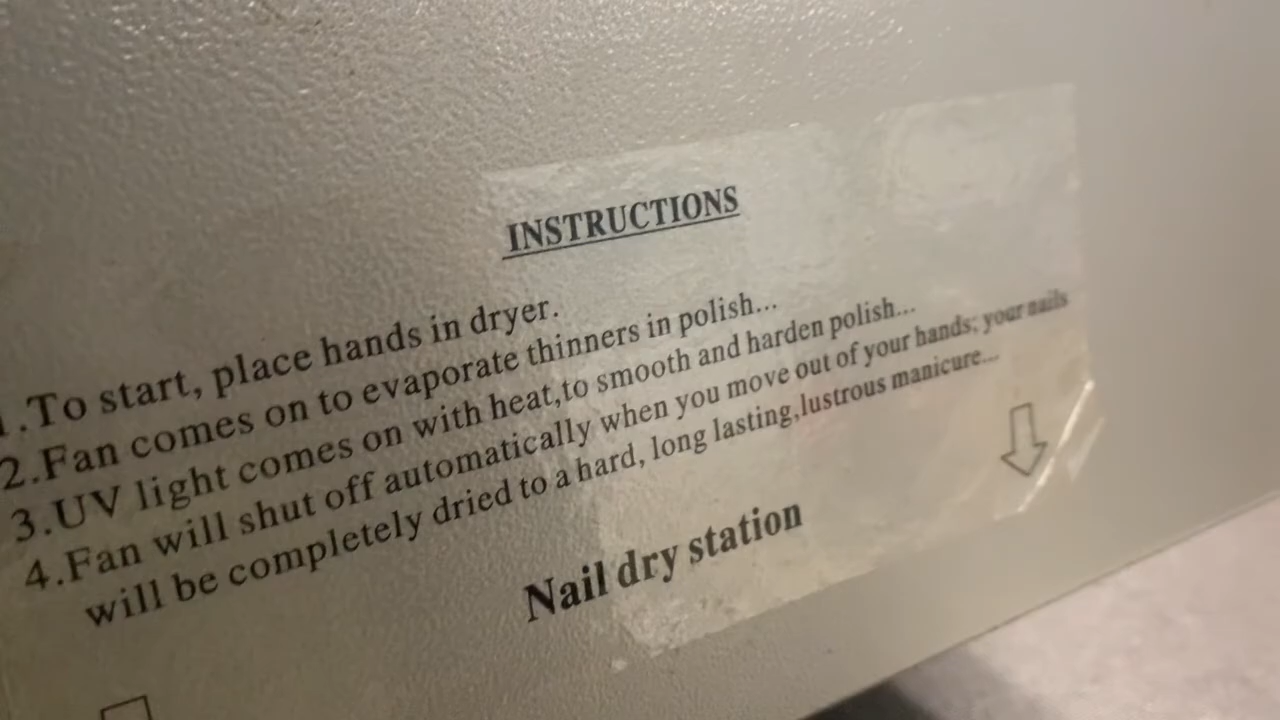 INSTRUCTIONS
1.To start, place hands in dryer.
2.Fan comes on to evaporate thinners in polish...
3.UV light comes on with heat,to smooth and harden polish...
4.Fan will shut off automatically when you move out of your hands; your nails
will be completely dried to a hard, long lasting,lustrous manicure...
Nail dry station